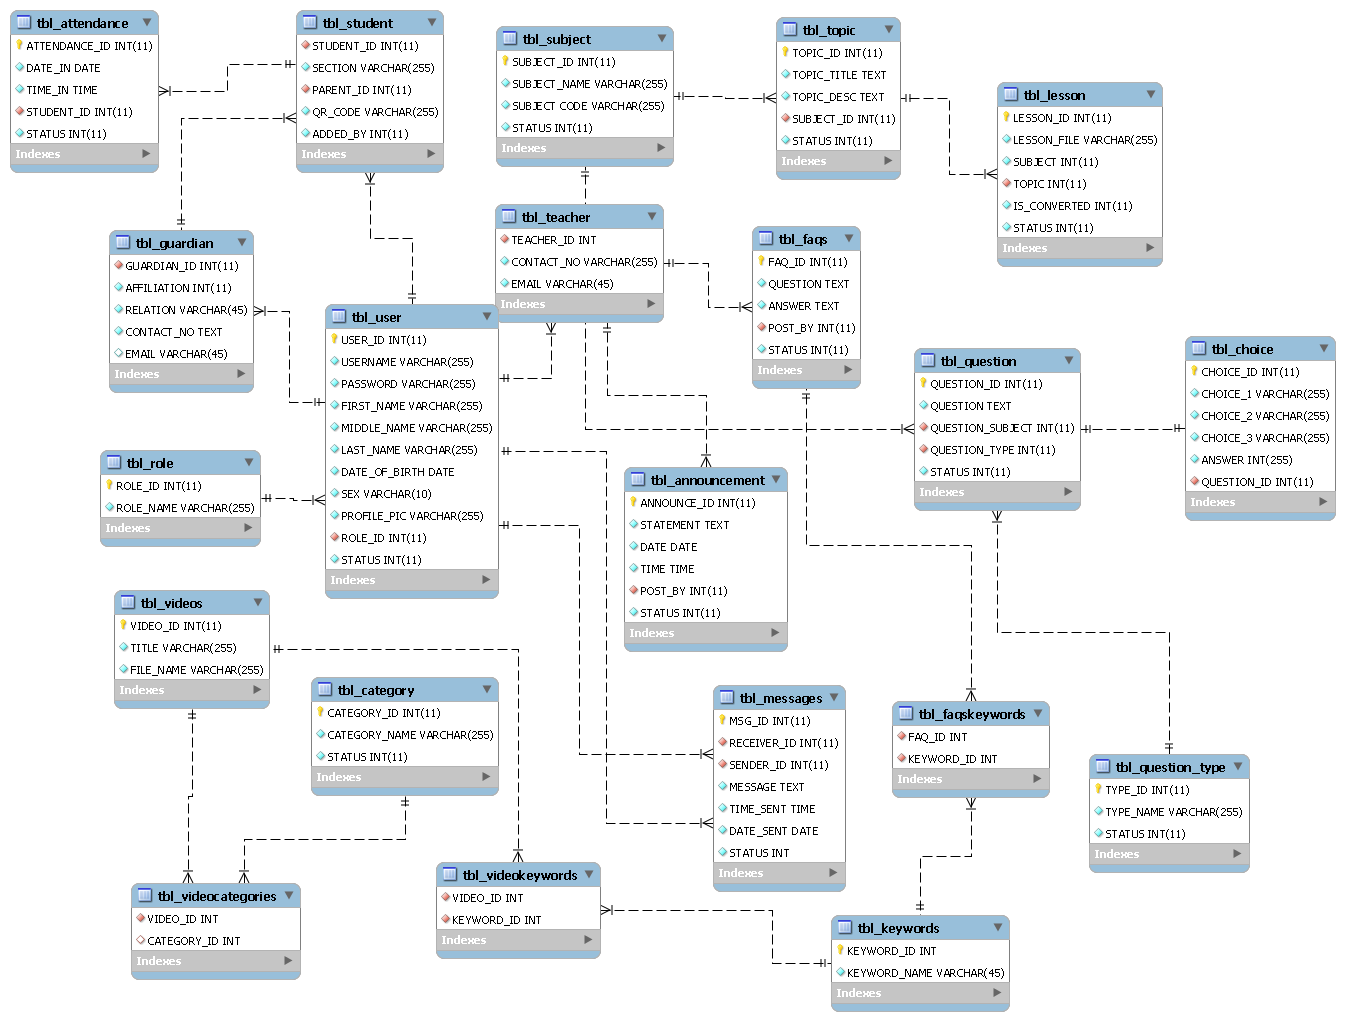 tbl_attendance
ATTENDANCE_ID INT(11)
DATE_IN DATE
TIME_IN TIME
STUDENT_ID INT(11)
STATUS INT(11)
Indexes
tbl_student
STUDENT_ID INT(11)
SECTION VARCHAR(255)
PARENT_ID INT(11)
QR_CODE VARCHAR(255)
ADDED_BY INT(11)
Indexes
tbl_subject
SUBJECT_ID INT(11)
SUBJECT_NAME VARCHAR(255)
SUBJECT CODE VARCHAR(255)
STATUS INT(11)
Indexes
tbl_topic
TOPIC_ID INT(11)
TOPIC_TITLE TEXT
TOPIC_DESC TEXT
SUBJECT_ID INT(11)
STATUS INT(11)
Indexes
tbl_lesson
LESSON_ID INT(11)
LESSON_FILE VARCHAR(255)
SUBJECT INT(11)
TOPIC INT(11)
IS_CONVERTED INT(11)
STATUS INT(11)
Indexes
tbl_guardian
GUARDIAN_ID INT(11)
AFFILIATION INT(11)
RELATION VARCHAR(45)
CONTACT_NO TEXT
EMAIL VARCHAR(45)
Indexes
tbl_teacher
TEACHER_ID INT
CONTACT_NO VARCHAR(255)
EMAIL VARCHAR(45)
Indexes
tbl_faqs
FAQ_ID INT(11)
QUESTION TEXT
ANSWER TEXT
POST_BY INT(11)
STATUS INT(11)
Indexes
tbl_user
USER_ID INT(11)
USERNAME VARCHAR(255)
PASSWORD VARCHAR(255)
FIRST_NAME VARCHAR(255)
MIDDLE_NAME VARCHAR(255)
LAST_NAME VARCHAR(255)
DATE_OF_BIRTH DATE
SEX VARCHAR(10)
PROFILE_PIC VARCHAR(255)
ROLE_ID INT(11)
STATUS INT(11)
Indexes
tbl_question
QUESTION_ID INT(11)
QUESTION TEXT
QUESTION_SUBJECT INT(11)
QUESTION_TYPE INT(11)
STATUS INT(11)
Indexes
tbl_choice
CHOICE_ID INT(11)
CHOICE_1 VARCHAR(255)
CHOICE_2 VARCHAR(255)
CHOICE_3 VARCHAR(255)
ANSWER INT(255)
QUESTION_ID INT(11)
Indexes
tbl_role
ROLE_ID INT(11)
ROLE_NAME VARCHAR(255)
Indexes
tbl_announcement
ANNOUNCE_ID INT(11)
STATEMENT TEXT
DATE DATE
TIME TIME
POST_BY INT(11)
STATUS INT(11)
Indexes
tbl_videos
VIDEO_ID INT(11)
TITLE VARCHAR(255)
FILE_NAME VARCHAR(255)
Indexes
tbl_category
CATEGORY_ID INT(11)
CATEGORY_NAME VARCHAR(255)
STATUS INT(11)
Indexes
tbl_messages
MSG_ID INT(11)
RECEIVER_ID INT(11)
SENDER_ID INT(11)
MESSAGE TEXT
TIME_SENT TIME
DATE_SENT DATE
STATUS INT
Indexes
tbl_faqskeywords
FAQ_ID INT
KEYWORD_ID INT
Indexes
tbl_question_type
TYPE_ID INT(11)
TYPE_NAME VARCHAR(255)
STATUS INT(11)
Indexes
tbl_videocategories
VIDEO_ID INT
CATEGORY_ID INT
Indexes
tbl_videokeywords
VIDEO_ID INT
KEYWORD_ID INT
Indexes
tbl_keywords
KEYWORD_ID INT
KEYWORD_NAME VARCHAR(45)
Indexes